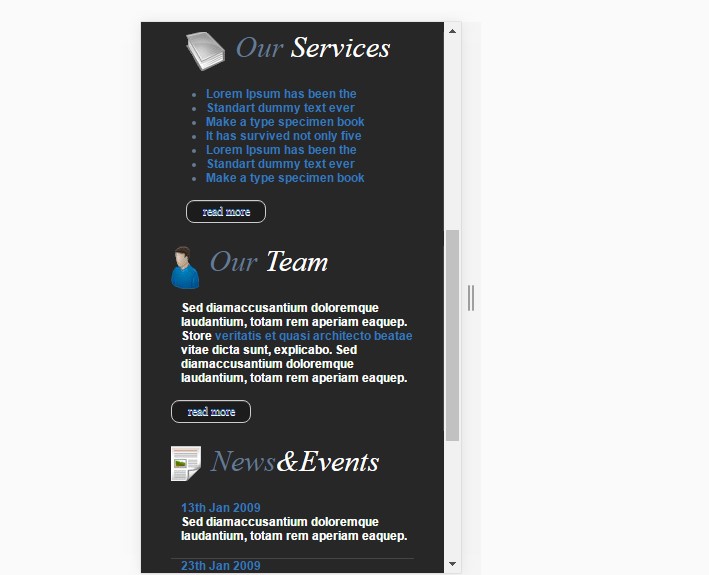 Our Services
Lorem Ipsum has been the
Standart dummy text ever
Make a type specimen book
It has survived not only five
Lorem Ipsum has been the
Standart dummy text ever
Make a type specimen book
read more
Our Team
Sed diamaccusantium doloremque
laudantium, totam rem aperiam eaquep.
Store veritatis et quasi architecto beatae
vitae dicta sunt, explicabo. Sed
diamaccusantium doloremque
laudantium, totam rem aperiam eaquep.
read more
News&Events
13th Jan 2009
Sed diamaccusantium doloremque
laudantium, totam rem aperiam eaquep.
23th Jan 2009